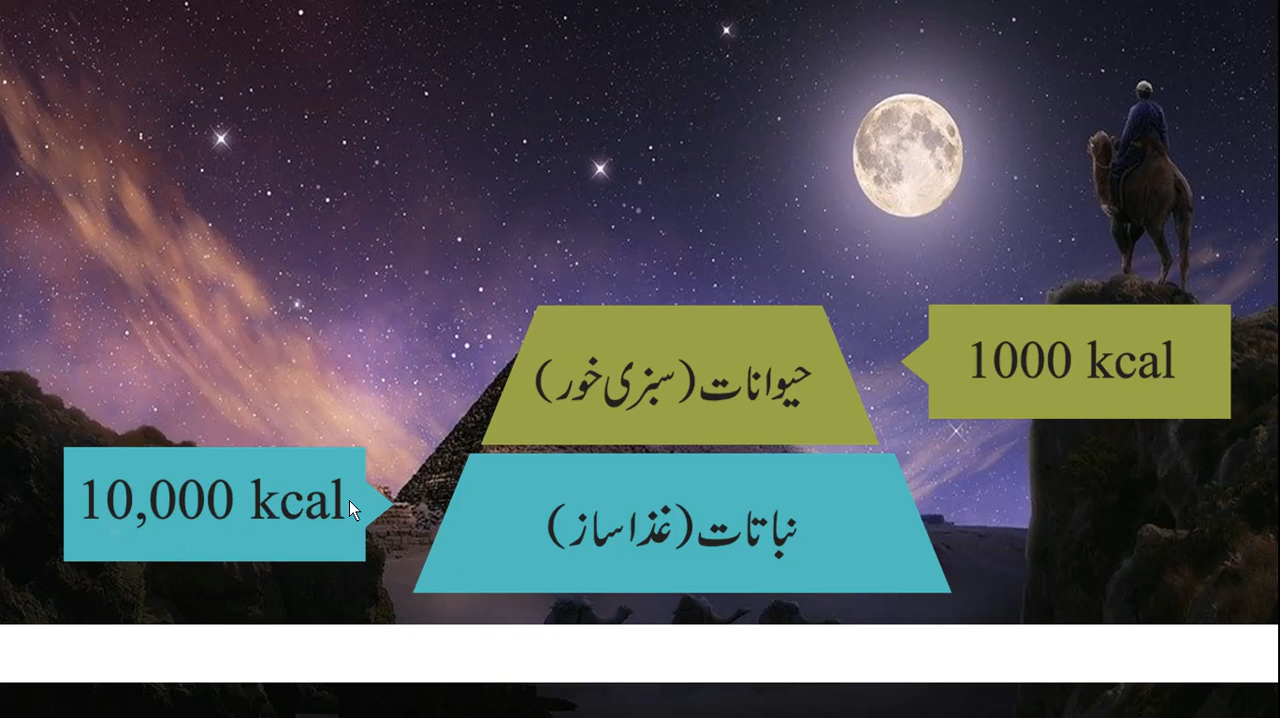 حیوانات (سبزی خور)
1000 kcal
10,000 kcal
نباتات (غذا ساز)